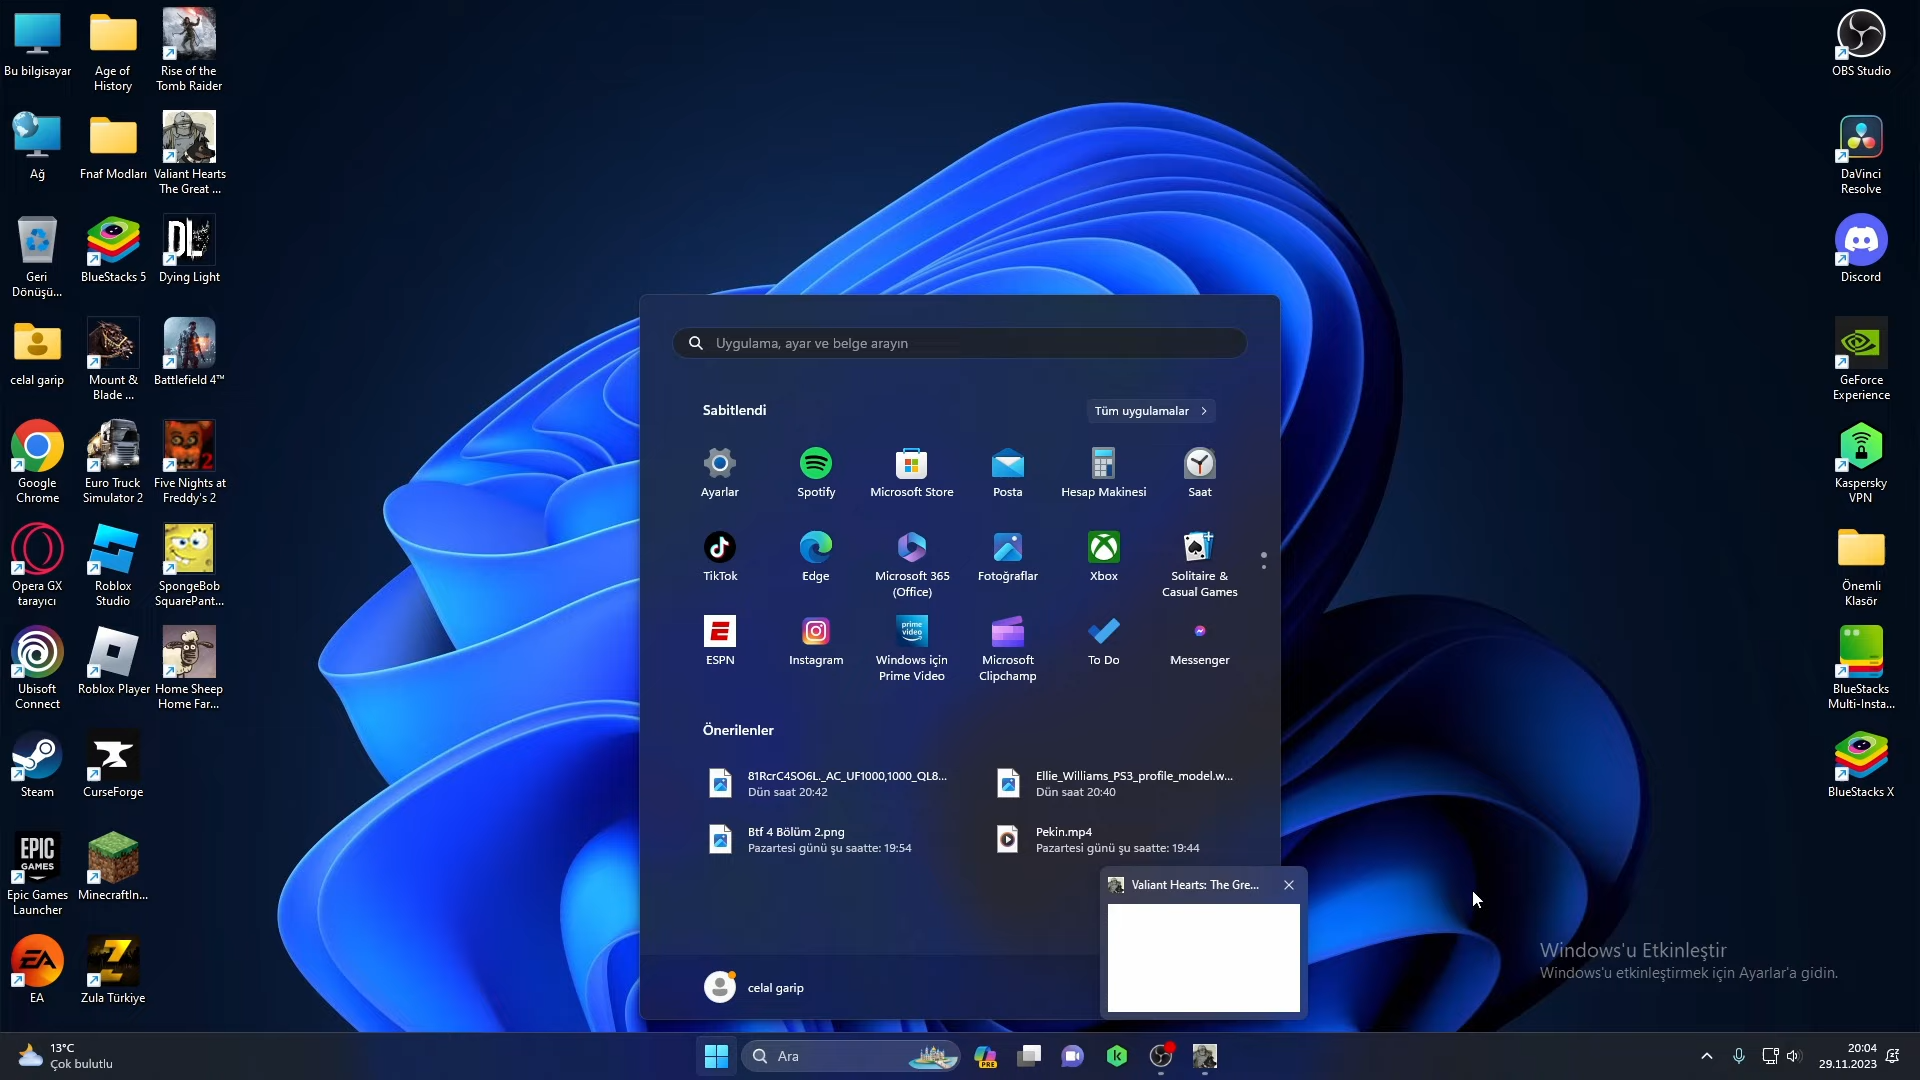 Bu bilgisayar
Age of
History
Rise of the
Tomb Raider
Ağ
Fnaf Modları
Valiant Hearts
The Great ...
Geri
Dönüşü...
BlueStacks 5
DL
Dying Light
celal garip
Mount &
Blade ...
Battlefield 4™
Google
Chrome
Euro Truck
Simulator 2
2
Five Nights at
Freddy's 2
Opera GX
tarayıcı
Roblox
Studio
SpongeBob
SquarePant...
Ubisoft
Connect
Roblox Player
Home Sheep
Home Far...
Steam
CurseForge
EPIC
GAMES
Epic Games
Launcher
MinecraftIn...
EA
EA
Zula Türkiye
OBS Studio
DaVinci
Resolve
Discord
GeForce
Experience
Kaspersky
VPN
Önemli
Klasör
BlueStacks
Multi-Insta...
BlueStacks X
Uygulama, ayar ve belge arayın
Sabitlendi
Tüm uygulamalar
Ayarlar
Spotify
Microsoft Store
Posta
Hesap Makinesi
Saat
TikTok
Edge
Microsoft 365
(Office)
Fotoğraflar
Xbox
Solitaire &
Casual Games
prime
video
ESPN
Instagram
Windows için
Prime Video
Microsoft
Clipchamp
To Do
Messenger
Önerilenler
81RcrC4SO6L._AC_UF1000,1000_QL8...
Dün saat 20:42
Ellie_Williams_PS3_profile_model.w...
Dün saat 20:40
Btf 4 Bölüm 2.png
Pazartesi günü şu saatte: 19:54
Pekin.mp4
Pazartesi günü şu saatte: 19:44
Valiant Hearts: The Gre...
celal garip
Windows'u Etkinleştir
Windows'u etkinleştirmek için Ayarlar'a gidin.
13°C
Çok bulutlu
Ara
PRE
20:04
29.11.2023